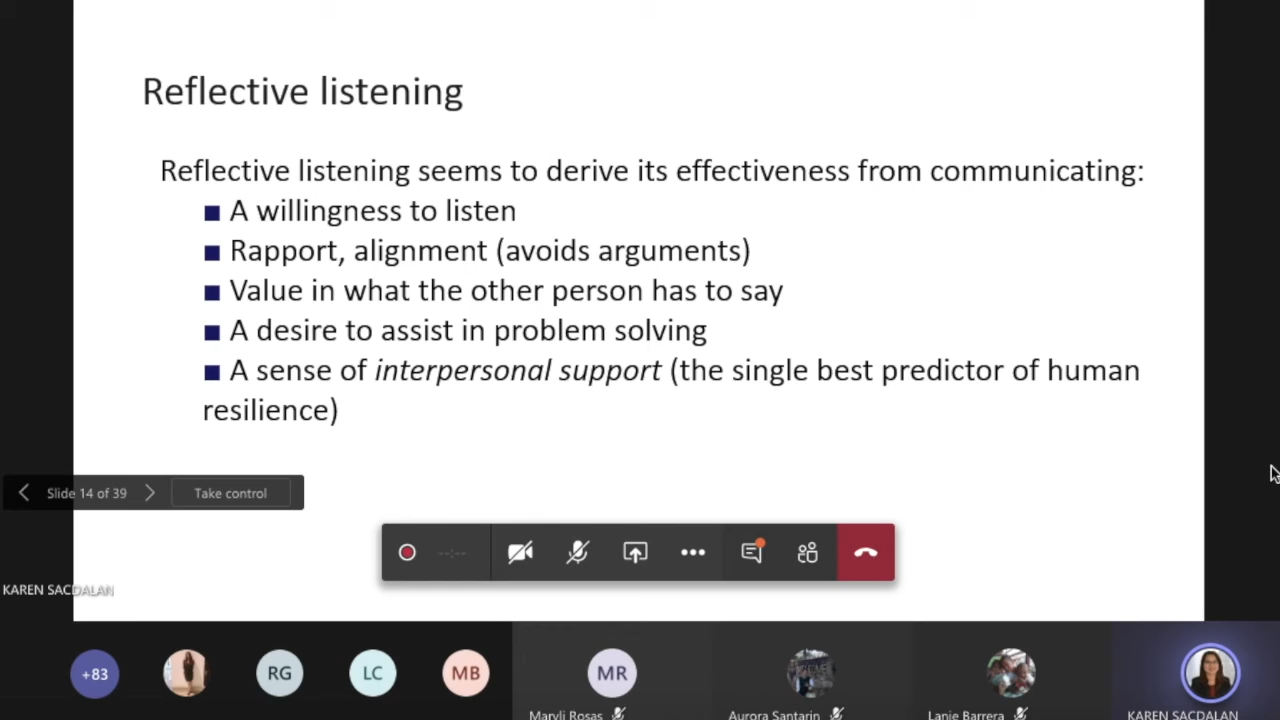 Reflective listening
Reflective listening seems to derive its effectiveness from communicating:
■ A willingness to listen
■ Rapport, alignment (avoids arguments)
■ Value in what the other person has to say
■ A desire to assist in problem solving
■ A sense of interpersonal support (the single best predictor of human
resilience)
Slide 14 of 39
Take control
--:--
KAREN SACDALAN
+83
RG
LC
MB
MR
Maryli Rosas
Aurora Santarin
Lanie Barrera
KAREN SACDALAN